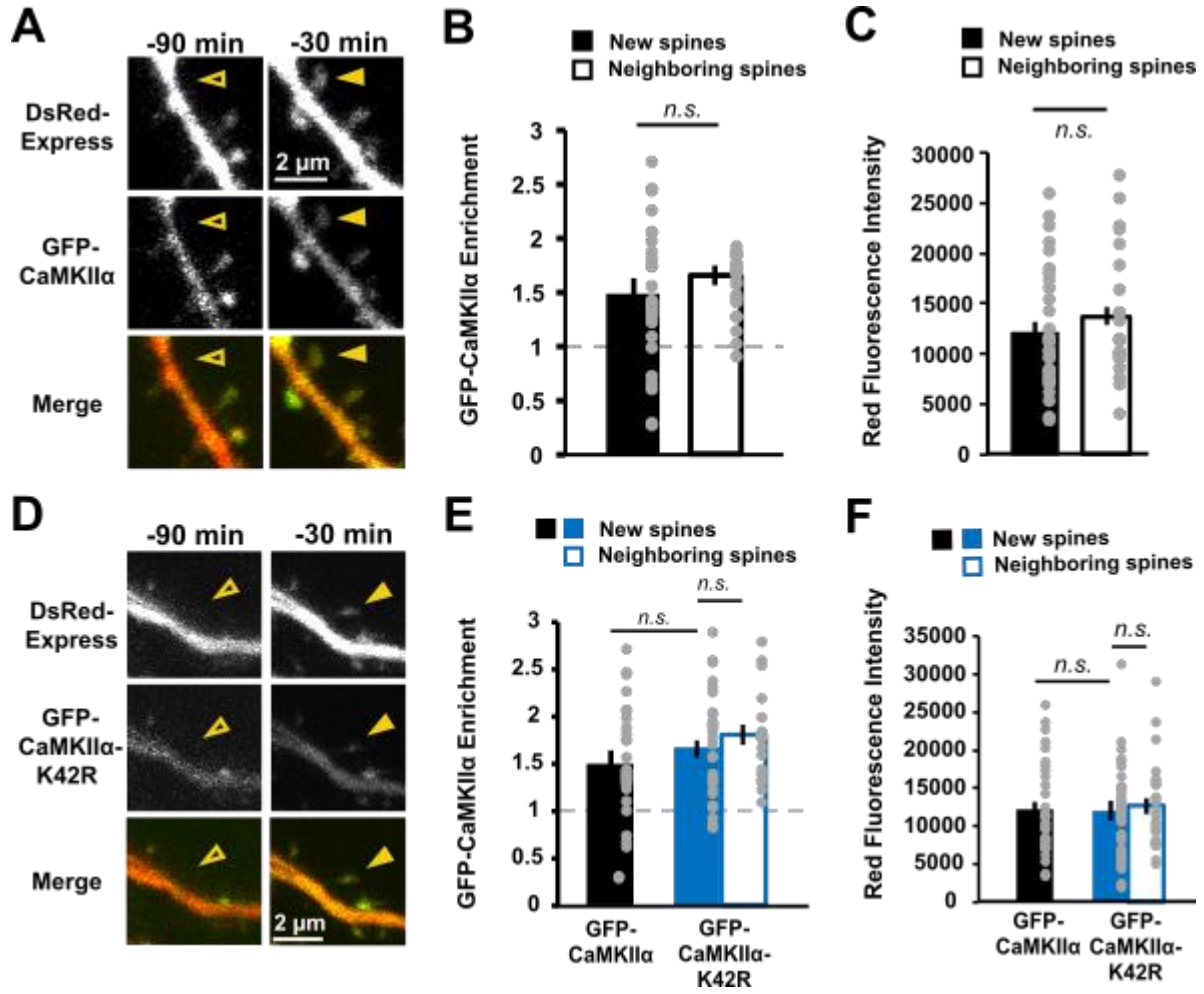 A
-90 min
-30 min
DsRed-
Express
2 µm
GFP-
CaMKIIα
Merge
B
New spines
Neighboring spines
n.s.
GFP-CaMKIIα Enrichment
3
2.5
2
1.5
1
0.5
0
C
New spines
Neighboring spines
n.s.
Red Fluorescence Intensity
30000
25000
20000
15000
10000
5000
0
D
-90 min
-30 min
DsRed-
Express
GFP-
CaMKIIα-
K42R
Merge
2 µm
E
New spines
Neighboring spines
n.s.
n.s.
GFP-CaMKIIα Enrichment
3
2.5
2
1.5
1
0.5
0
GFP-
CaMKIIα
GFP-
CaMKIIα-
K42R
F
New spines
Neighboring spines
n.s.
n.s.
Red Fluorescence Intensity
35000
30000
25000
20000
15000
10000
5000
0
GFP-
CaMKIIα
GFP-
CaMKIIα-
K42R